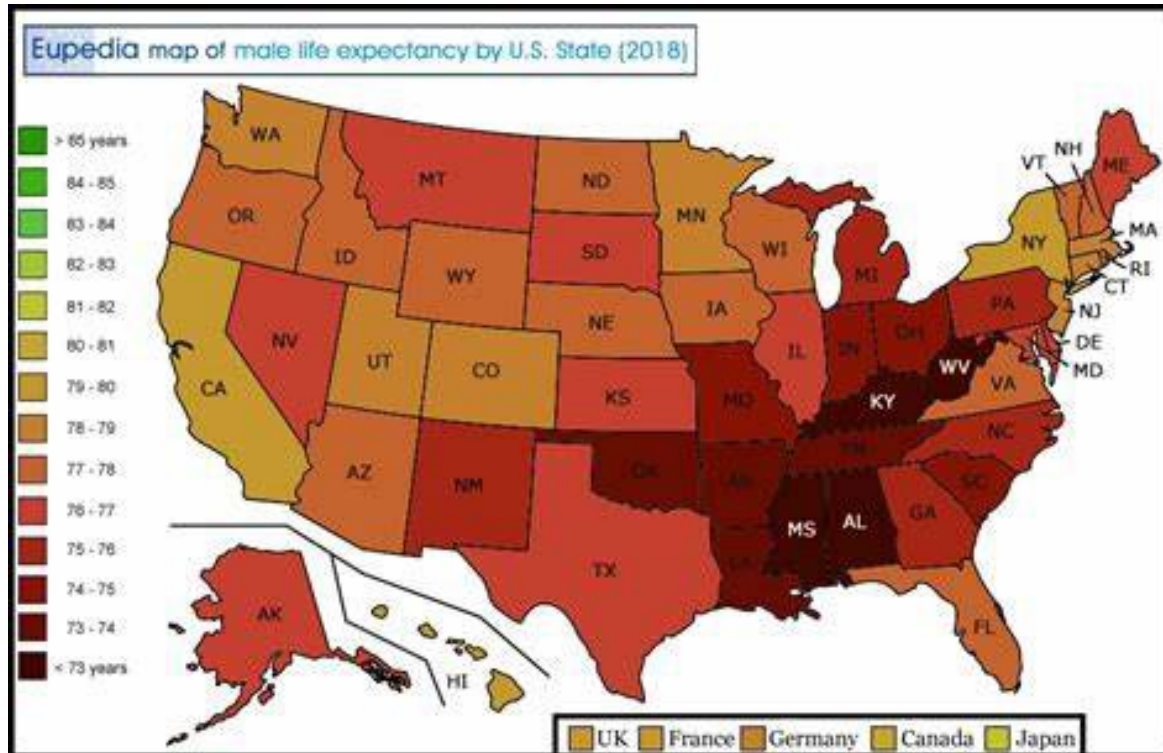 Eupedia map of male life expectancy by U.S. State (2018)
> 85 years
84 - 85
83 - 84
82 - 83
81 - 82
80 - 81
79 - 80
78 - 79
77 - 78
76 - 77
75 - 76
74 - 75
73 - 74
< 73 years
WA
MT
ND
MN
VT
NH
ME
OR
ID
WY
SD
WI
MI
NY
MA
RI
CT
NV
UT
CO
NE
IA
IL
IN
OH
PA
NJ
DE
MD
CA
KS
MO
KY
WV
VA
AZ
NM
OK
AR
TN
NC
SC
TX
LA
MS
AL
GA
FL
AK
HI
UK
France
Germany
Canada
Japan